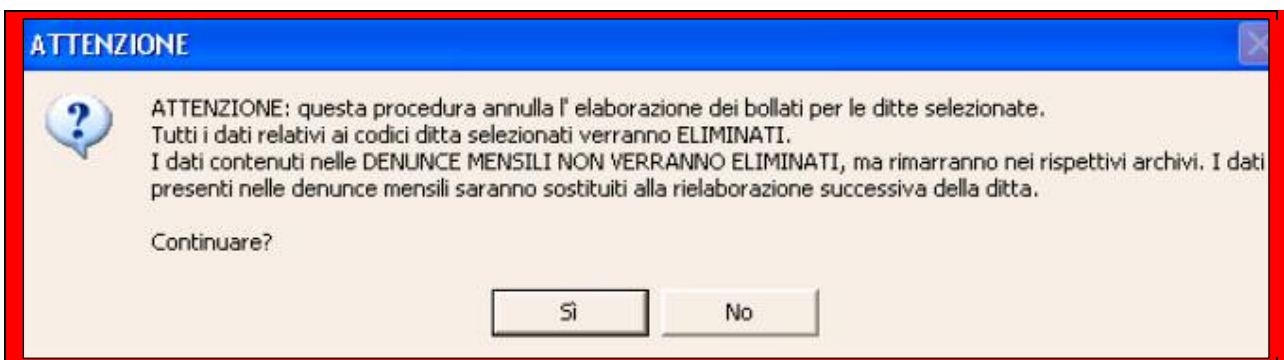 ATTENZIONE
ATTENZIONE: questa procedura annulla l' elaborazione dei bollati per le ditte selezionate.
Tutti i dati relativi ai codici ditta selezionati verranno ELIMINATI.
I dati contenuti nelle DENUNCE MENSILI NON VERRANNO ELIMINATI, ma rimarranno nei rispettivi archivi. I dati
presenti nelle denunce mensili saranno sostituiti alla rielaborazione successiva della ditta.
Continuare?
Sì
No